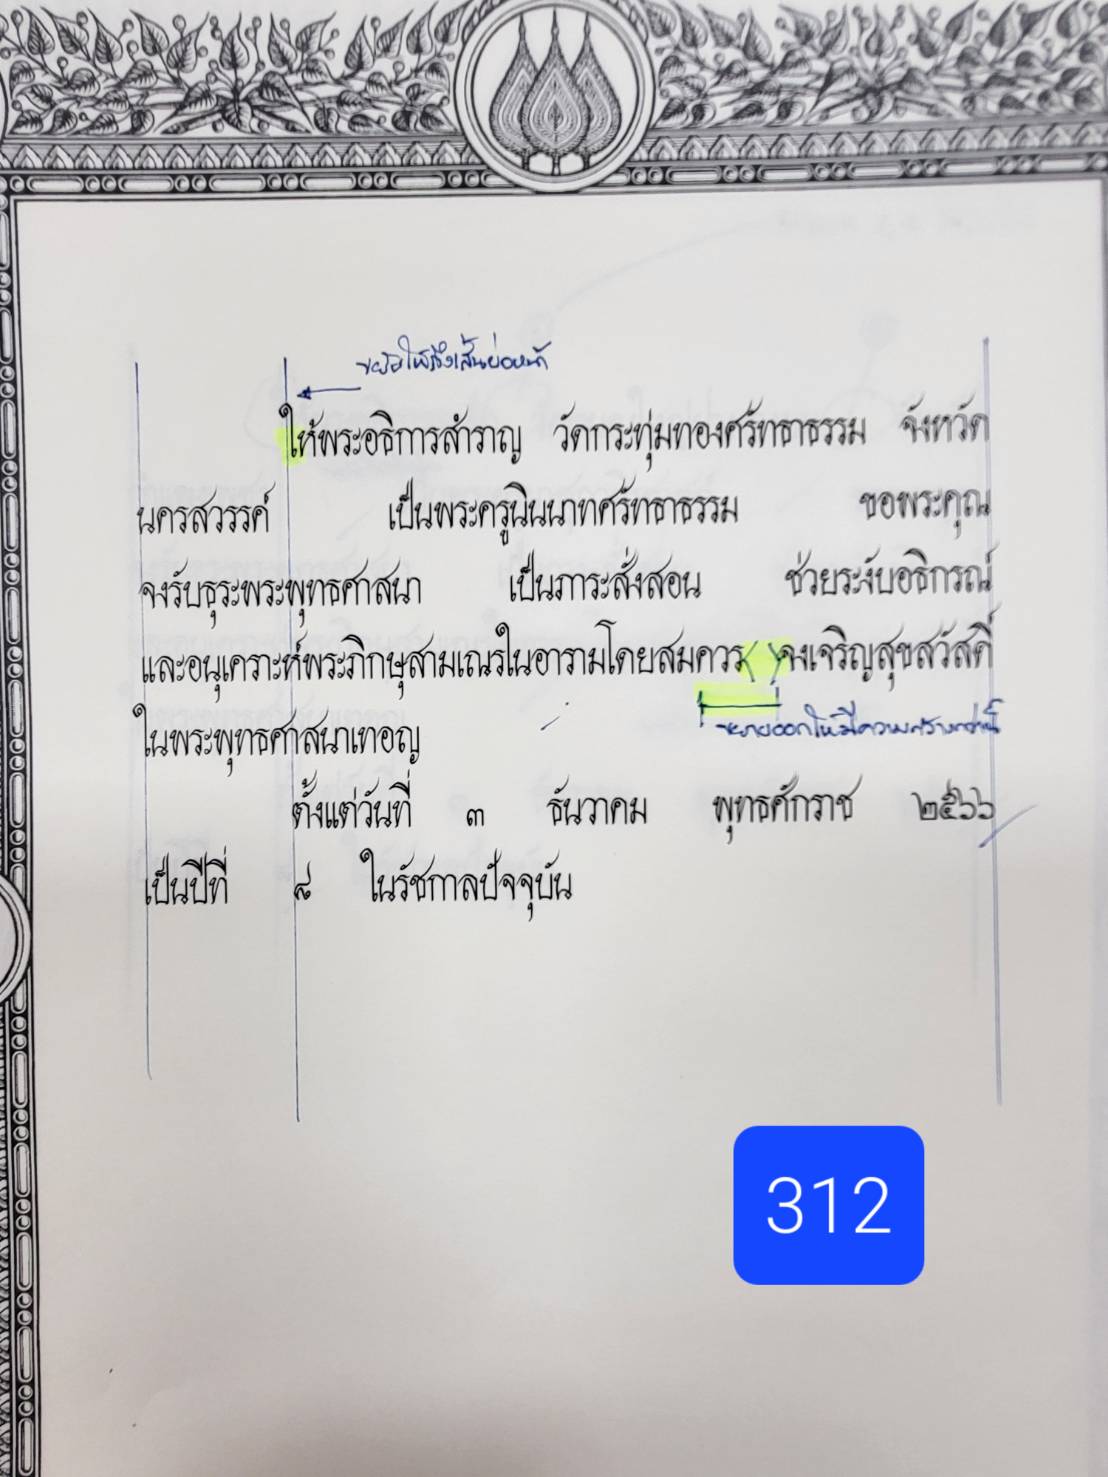 ขยับให้ถึงเส้นย่อหน้า
ให้พระอธิการสำราญ วัดกระทุ่มทองศรัทธาธรรม จังหวัด
นครสวรรค์ เป็นพระครูนินนาทศรัทธาธรรม ขอพระคุณ
จงรับธุระพระพุทธศาสนา เป็นภาระสั่งสอน ช่วยระงับอธิกรณ์
และอนุเคราะห์พระภิกษุสามเณรในอารามโดยสมควร จงเจริญสุขสวัสดิ์
ขยายออกให้มีความกว้างกว่านี้
ในพระพุทธศาสนาเทอญ
ตั้งแต่วันที่ ๓ ธันวาคม พุทธศักราช ๒๕๖๖
เป็นปีที่ ๘ ในรัชกาลปัจจุบัน
312